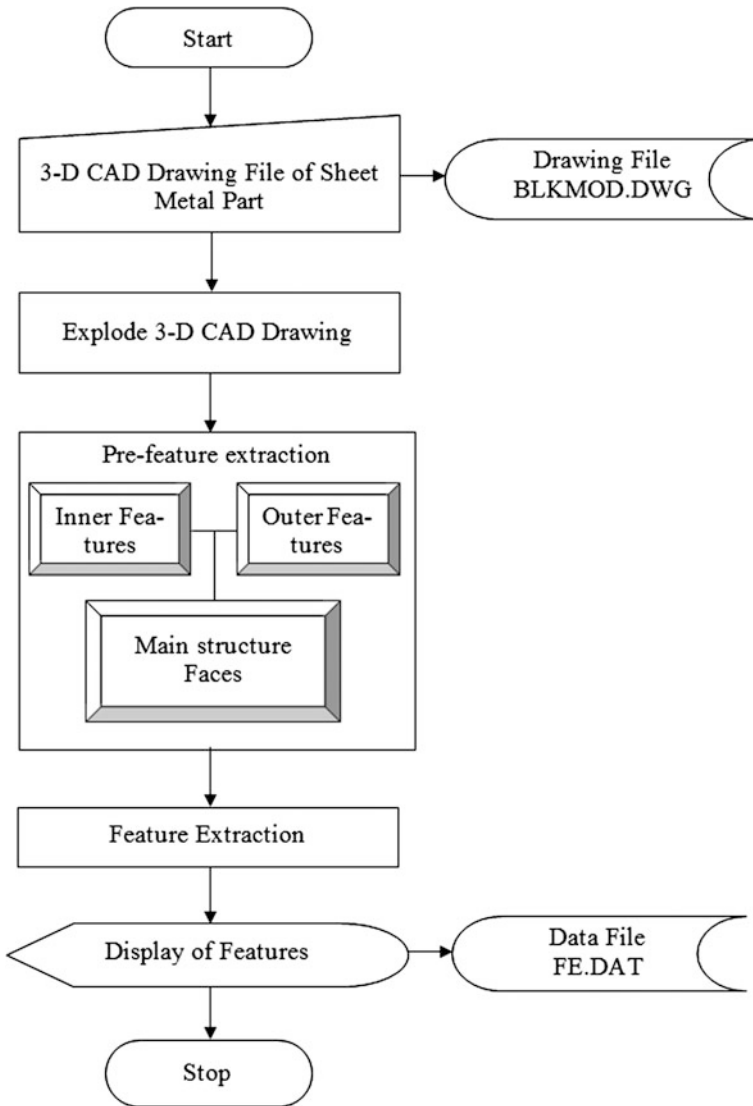 Start
3-D CAD Drawing File of Sheet
Metal Part
Drawing File
BLKMOD.DWG
Explode 3-D CAD Drawing
Pre-feature extraction
Inner Fea-
tures
Outer Fea-
tures
Main structure
Faces
Feature Extraction
Display of Features
Data File
FE.DAT
Stop